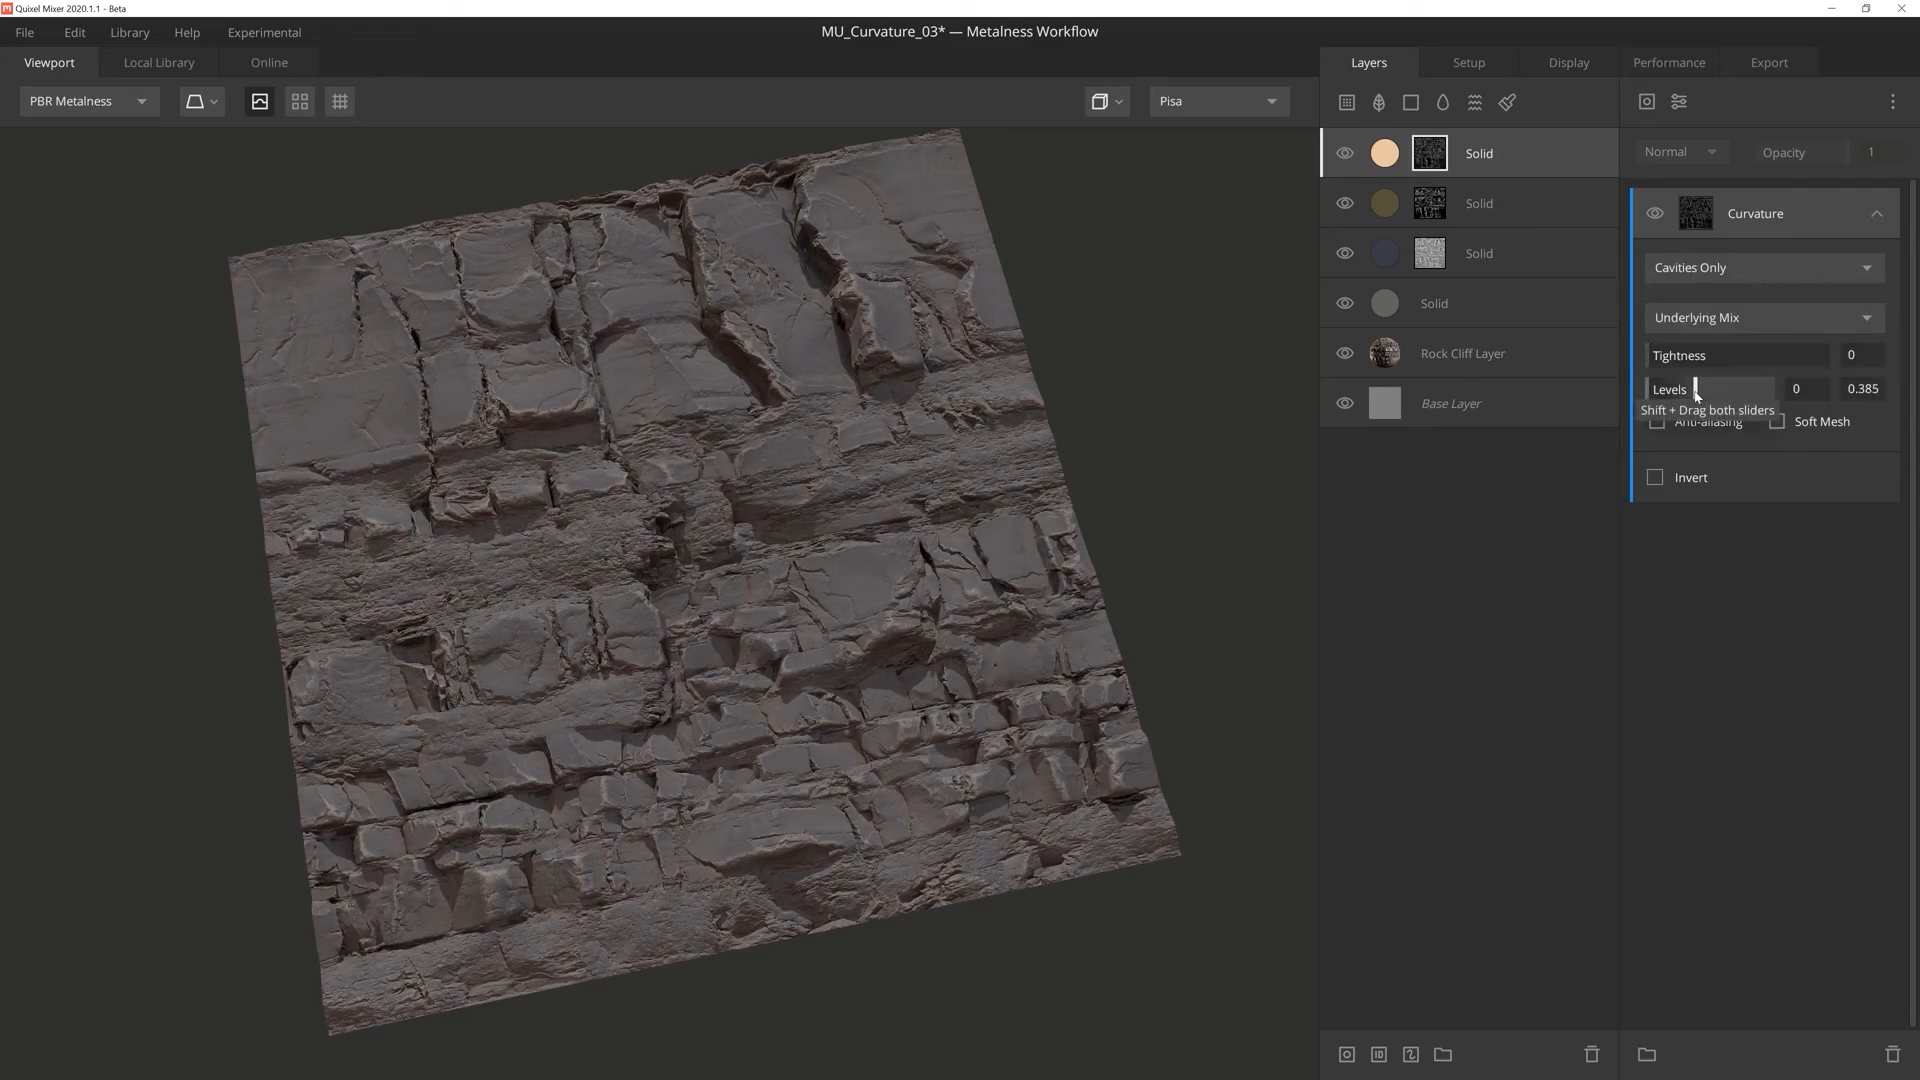 Quixel Mixer 2020.1.1 - Beta
File Edit Library Help Experimental
MU_Curvature_03* — Metalness Workflow
Viewport Local Library Online
Layers Setup Display Performance Export
PBR Metalness
Pisa
Solid
Solid
Solid
Solid
Rock Cliff Layer
Base Layer
Normal Opacity 1
Curvature
Cavities Only
Underlying Mix
Tightness 0
Levels 0 0.385
Shift + Drag both sliders
Anti-aliasing Soft Mesh
Invert